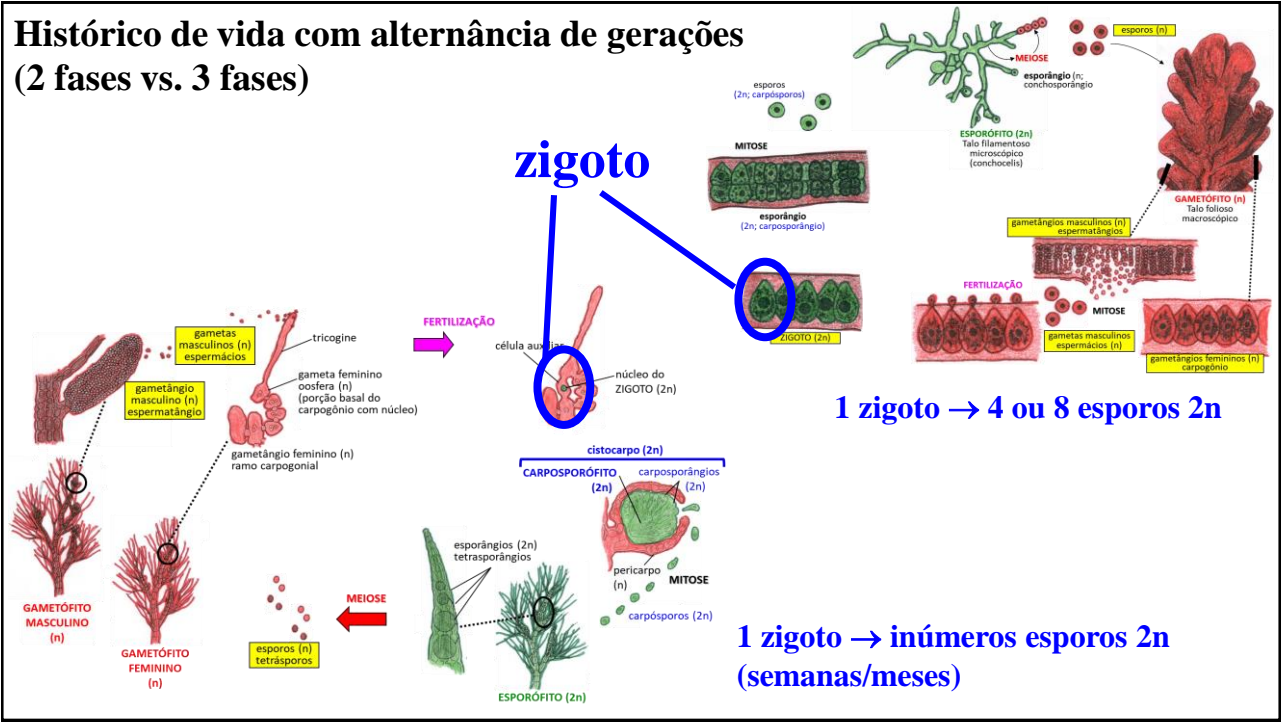 Histórico de vida com alternância de gerações
(2 fases vs. 3 fases)
zigoto
esporos
(2n; carpósporos)
MITOSE
esporângio
(2n; carposporângio)
ZIGOTO (2n)
MEIOSE
esporos (n)
esporângio (n;
conchosporângio)
ESPORÓFITO (2n)
Talo filamentoso
microscópico
(conchocelis)
GAMETÓFITO (n)
Talo folioso
macroscópico
gametângios masculinos (n)
espermatângios
FERTILIZAÇÃO
MITOSE
gametas masculinos
espermácios (n)
gametângios femininos (n)
carpogônio
1 zigoto → 4 ou 8 esporos 2n
gametas
masculinos (n)
espermácios
gametângio
masculino (n)
espermatângio
tricogine
gameta feminino
oosfera (n)
(porção basal do
carpogônio com núcleo)
gametângio feminino (n)
ramo carpogonial
FERTILIZAÇÃO
célula auxiliar
núcleo do
ZIGOTO (2n)
cistocarpo (2n)
CARPOSPORÓFITO
(2n)
carposporângios
(2n)
pericarpo
(n)
MITOSE
carpósporos (2n)
esporângios (2n)
tetrasporângios
ESPORÓFITO (2n)
MEIOSE
esporos (n)
tetrásporos
GAMETÓFITO
MASCULINO
(n)
GAMETÓFITO
FEMININO
(n)
1 zigoto → inúmeros esporos 2n
(semanas/meses)